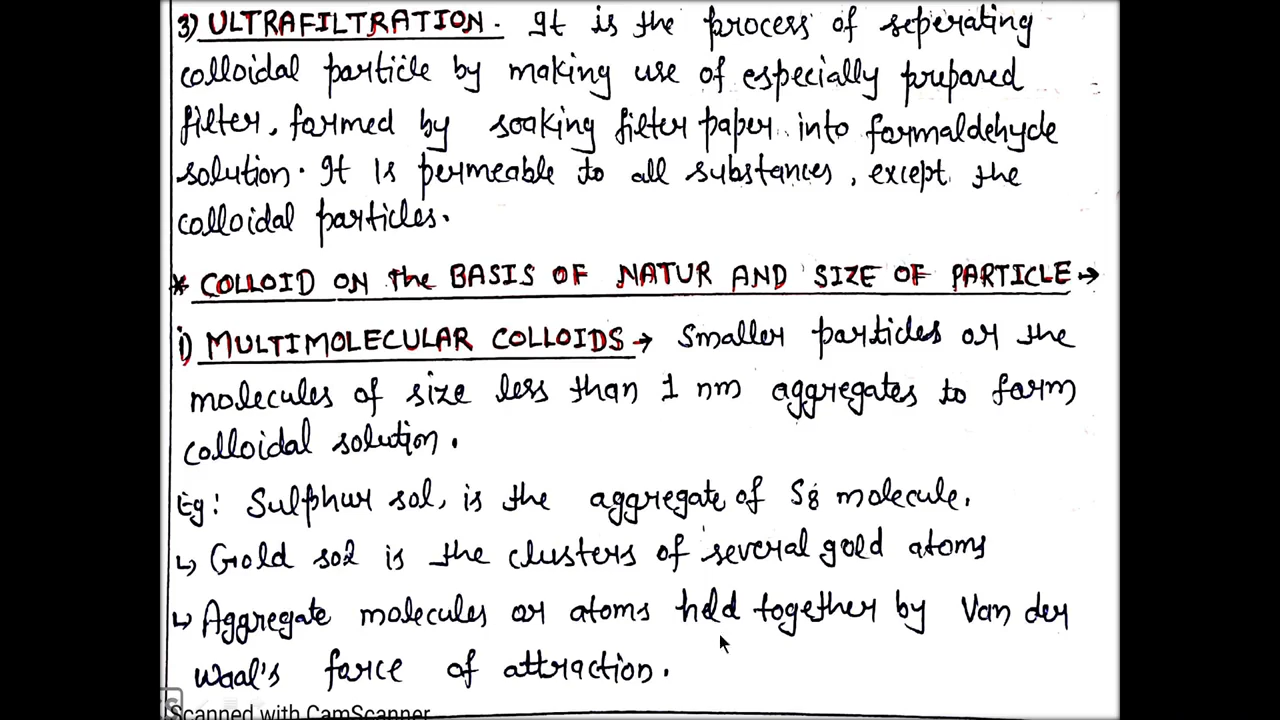 3) ULTRAFILTRATION. It is the process of seperating
colloidal particle by making use of especially prepared
filter, formed by soaking filter paper into formaldehyde
solution. It is permeable to all substances, except the
colloidal particles.
* COLLOID ON the BASIS OF NATUR AND SIZE OF PARTICLE →
i) MULTIMOLECULAR COLLOIDS → Smaller particles or the
molecules of size less than 1 nm aggregates to form
colloidal solution.
Eg: Sulphur sol, is the aggregate of S8 molecule.
↳ Gold sol is the clusters of several gold atoms
↳ Aggregate molecules or atoms held together by Van der
Waal's force of attraction.
Scanned with CamScanner